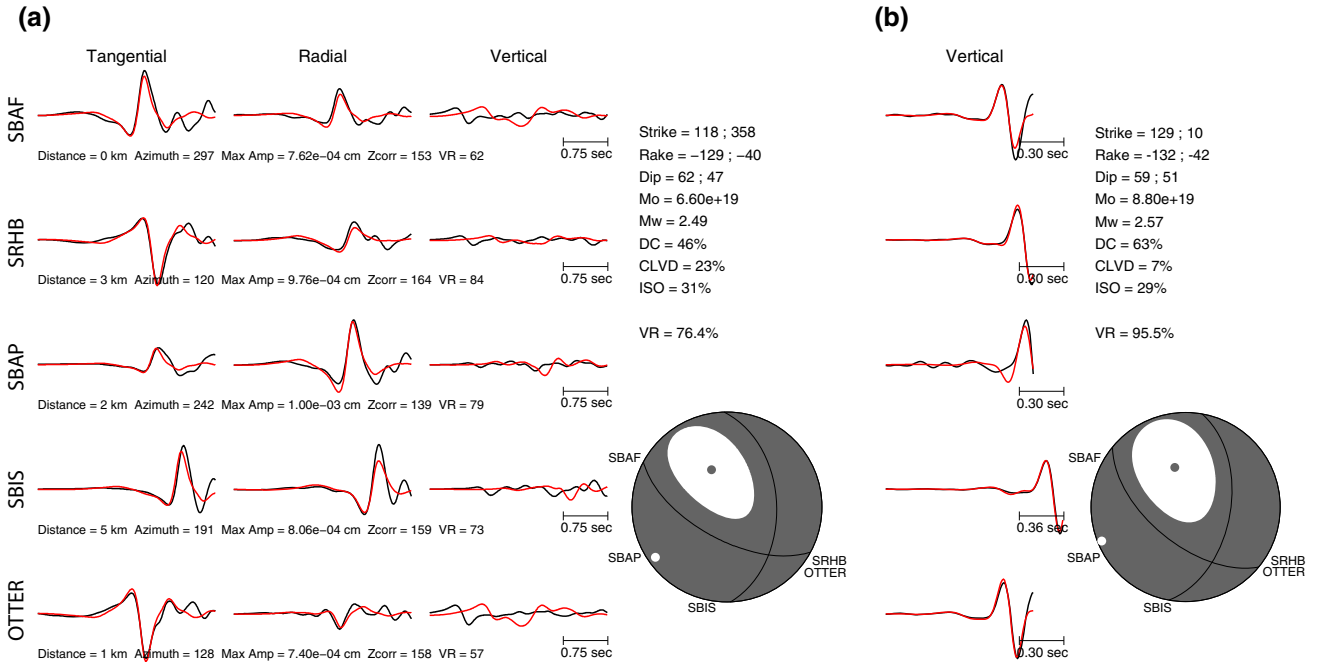 (a)
Tangential Radial Vertical
SBAF
Distance = 0 km Azimuth = 297 Max Amp = 7.62e−04 cm Zcorr = 153 VR = 62
0.75 sec
SRHB
Distance = 3 km Azimuth = 120 Max Amp = 9.76e−04 cm Zcorr = 164 VR = 84
0.75 sec
SBAP
Distance = 2 km Azimuth = 242 Max Amp = 1.00e−03 cm Zcorr = 139 VR = 79
0.75 sec
SBIS
Distance = 5 km Azimuth = 191 Max Amp = 8.06e−04 cm Zcorr = 159 VR = 73
0.75 sec
OTTER
Distance = 1 km Azimuth = 128 Max Amp = 7.40e−04 cm Zcorr = 158 VR = 57
0.75 sec
Strike = 118 ; 358
Rake = −129 ; −40
Dip = 62 ; 47
Mo = 6.60e+19
Mw = 2.49
DC = 46%
CLVD = 23%
ISO = 31%
VR = 76.4%
SBAF
SBAP
SRHB
OTTER
SBIS
(b)
Vertical
0.30 sec
0.30 sec
0.30 sec
0.36 sec
0.30 sec
Strike = 129 ; 10
Rake = -132 ; -42
Dip = 59 ; 51
Mo = 8.80e+19
Mw = 2.57
DC = 63%
CLVD = 7%
ISO = 29%
VR = 95.5%
SBAF
SBAP
SRHB
OTTER
SBIS